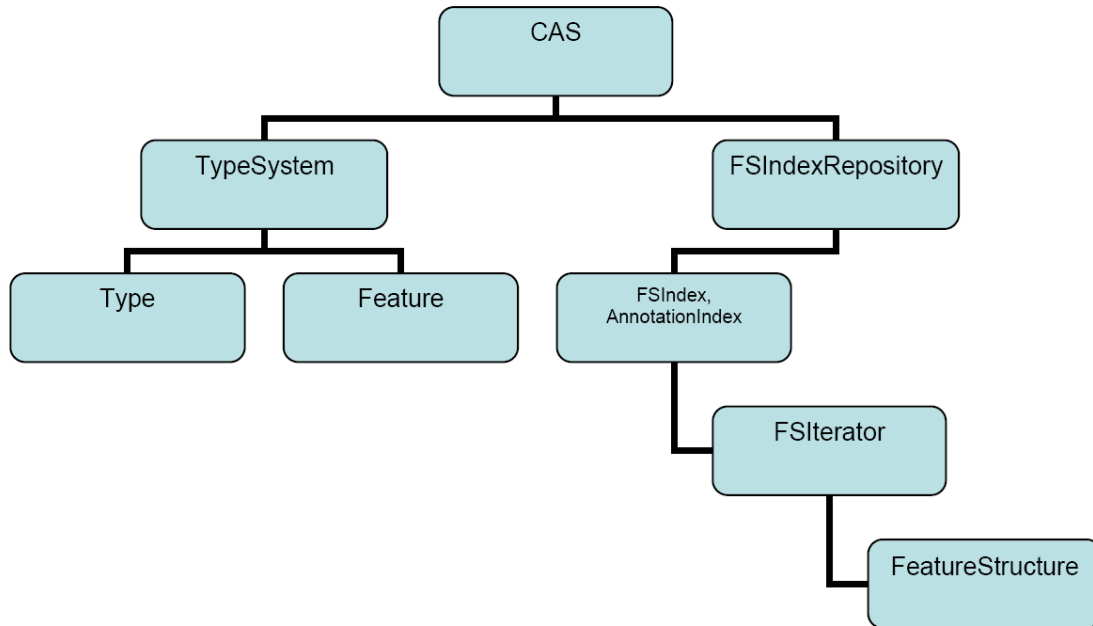 CAS
TypeSystem
FSIndexRepository
Type
Feature
FSIndex,
AnnotationIndex
FSIterator
FeatureStructure